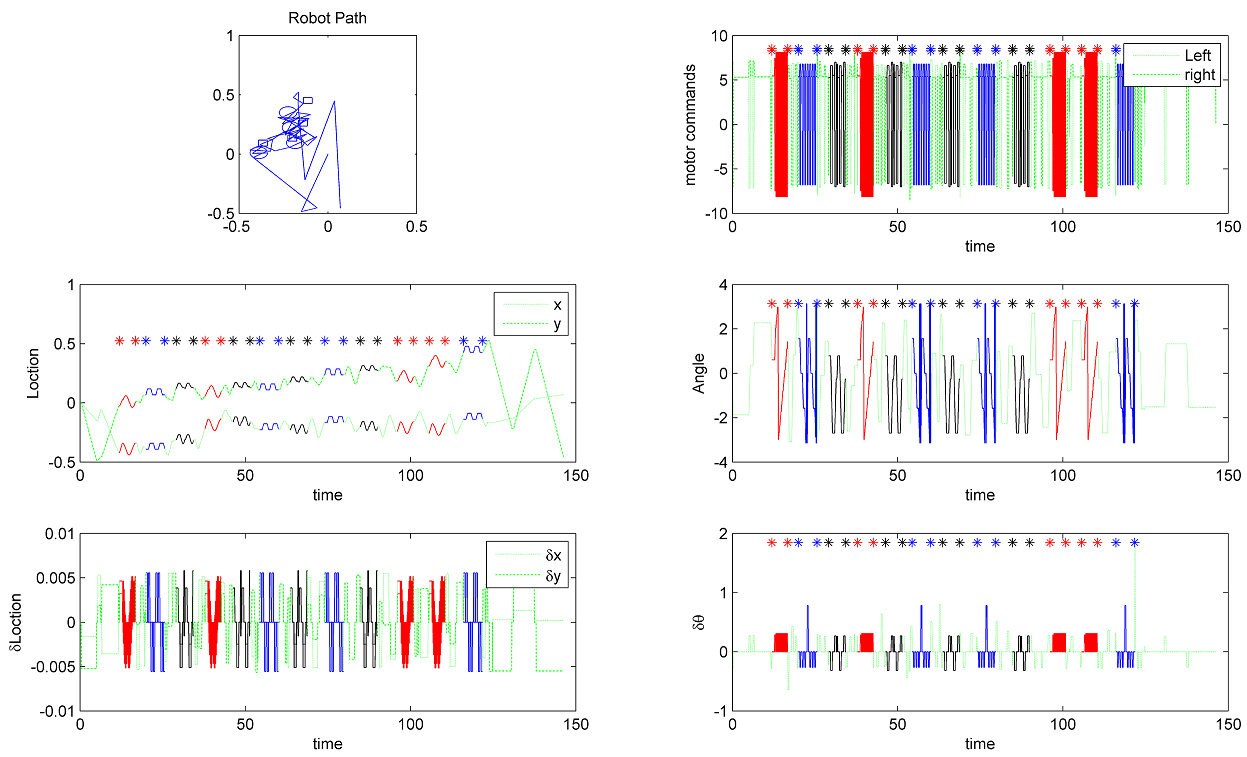 Robot Path
1
0.5
0
-0.5
-0.5
0
0.5
10
5
0
-5
-10
motor commands
Left
right
0
50
100
150
time
1
0.5
0
-0.5
Loction
x
y
0
50
100
150
time
4
2
0
-2
-4
Angle
0
50
100
150
time
0.01
0.005
0
-0.005
-0.01
δLoction
δx
δy
0
50
100
150
time
2
1
0
-1
δθ
0
50
100
150
time